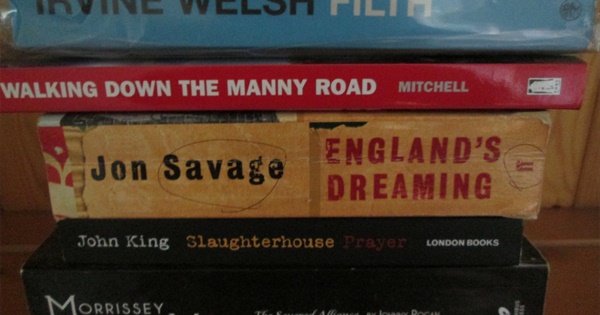 IRVINE WELSH FILTH
WALKING DOWN THE MANNY ROAD MITCHELL
Jon Savage ENGLAND'S
DREAMING
John King Slaughterhouse Prayer LONDON BOOKS
MORRISSEY
The Severed Alliance BY JOHNNY ROGAN